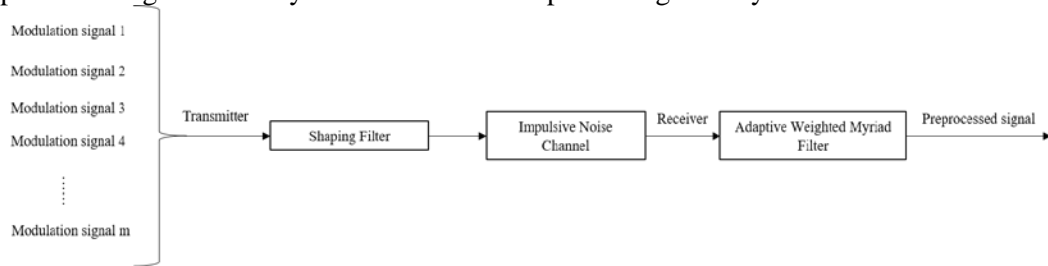 Modulation signal 1
Modulation signal 2
Modulation signal 3
Modulation signal 4
Modulation signal m
Transmitter
Shaping Filter
Impulsive Noise
Channel
Receiver
Adaptive Weighted Myriad
Filter
Preprocessed signal